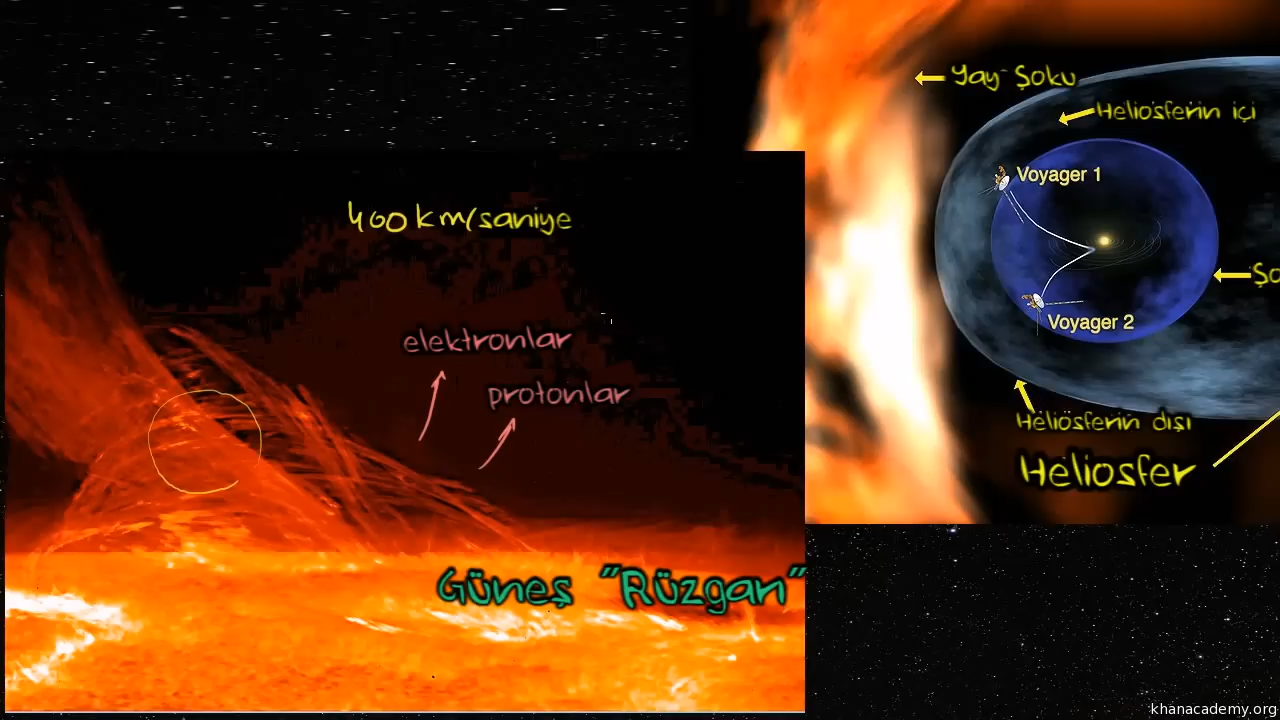 400 km/saniye
elektronlar
protonlar
Güneş "Rüzgarı"
Yay Şoku
Heliosferin içi
Voyager 1
Şo
Voyager 2
Heliosferin dışı
Heliosfer
khanacademy.org